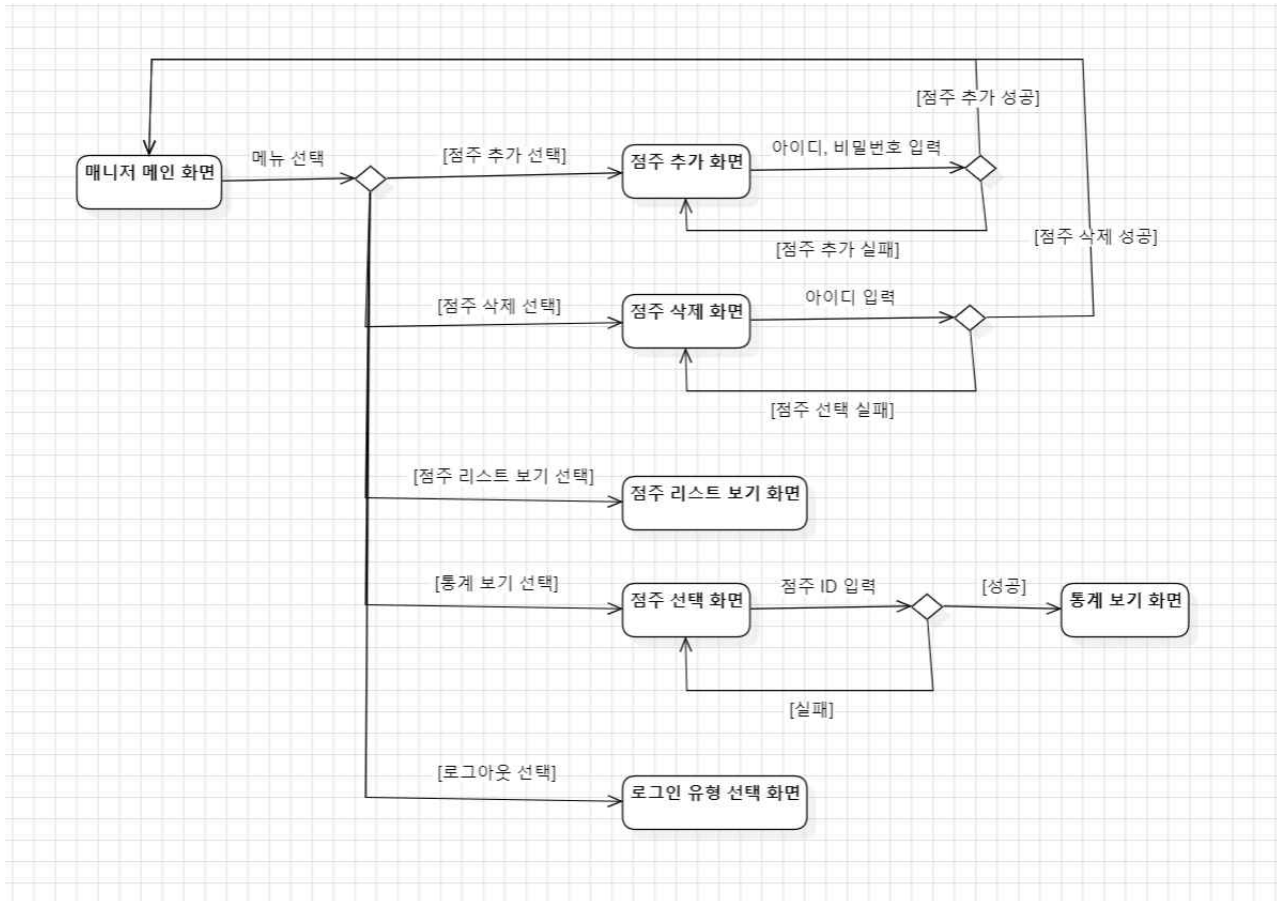 [점주 추가 성공]
매니저 메인 화면
메뉴 선택
[점주 추가 선택]
점주 추가 화면
아이디, 비밀번호 입력
[점주 추가 실패]
[점주 삭제 성공]
[점주 삭제 선택]
점주 삭제 화면
아이디 입력
[점주 선택 실패]
[점주 리스트 보기 선택]
점주 리스트 보기 화면
[통계 보기 선택]
점주 선택 화면
점주 ID 입력
[성공]
통계 보기 화면
[실패]
[로그아웃 선택]
로그인 유형 선택 화면